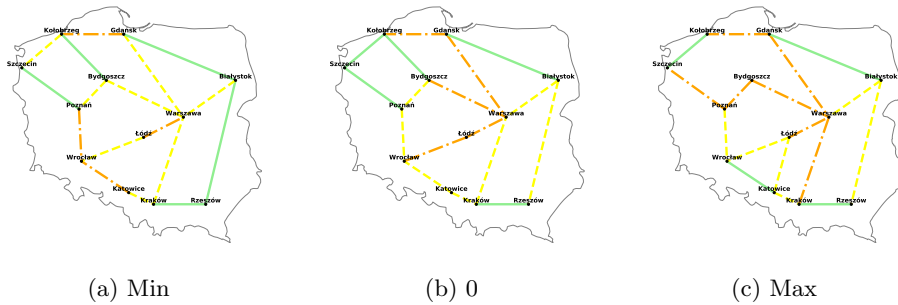 Kołobrzeg Gdańsk
Szczecin
Bydgoszcz Białystok
Poznań
Warszawa
Łódź
Wrocław
Katowice
Kraków Rzeszów
Kołobrzeg Gdańsk
Szczecin
Bydgoszcz Białystok
Poznań
Warszawa
Łódź
Wrocław
Katowice
Kraków Rzeszów
Kołobrzeg Gdańsk
Szczecin
Bydgoszcz Białystok
Poznań
Warszawa
Łódź
Wrocław
Katowice
Kraków Rzeszów
(a) Min
(b) 0
(c) Max